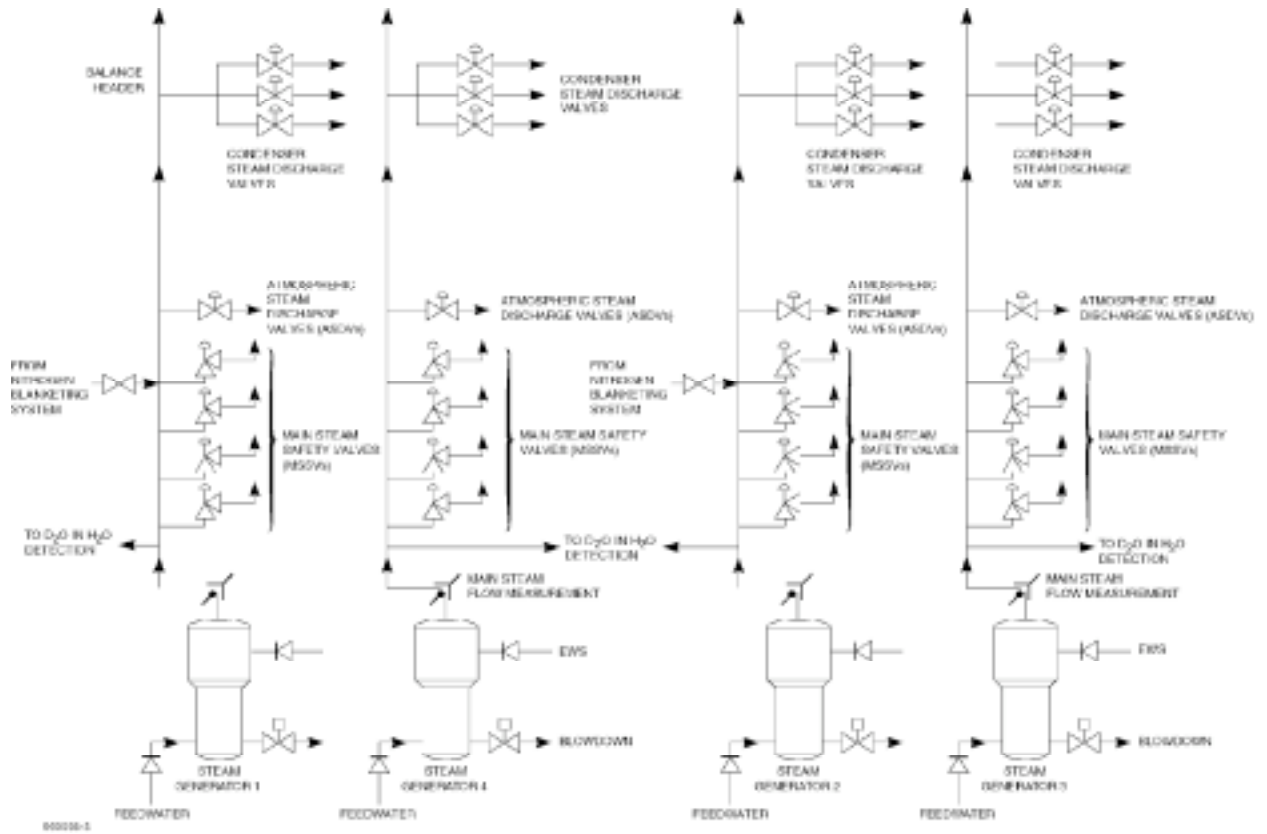 BALANCE
HEADER
CONDENSER
STEAM DISCHARGE
VALVES
CONDENSER
STEAM DISCHARGE
VALVES
CONDENSER
STEAM DISCHARGE
VALVES
CONDENSER
STEAM DISCHARGE
VALVES
ATMOSPHERIC
STEAM
DISCHARGE
VALVES (ASDVs)
ATMOSPHERIC STEAM
DISCHARGE VALVES (ASDVs)
ATMOSPHERIC
STEAM
DISCHARGE
VALVES (ASDVs)
ATMOSPHERIC STEAM
DISCHARGE VALVES (ASDVs)
FROM
NITROGEN
BLANKETING
SYSTEM
FROM
NITROGEN
BLANKETING
SYSTEM
MAIN STEAM
SAFETY VALVES
(MSSVs)
MAIN STEAM SAFETY
VALVES (MSSVs)
MAIN STEAM
SAFETY VALVES
(MSSVs)
MAIN STEAM SAFETY
VALVES (MSSVs)
TO D2O IN H2O
DETECTION
TO D2O IN H2O
DETECTION
TO D2O IN H2O
DETECTION
MAIN STEAM
FLOW MEASUREMENT
MAIN STEAM
FLOW MEASUREMENT
EWS
EWS
BLOWDOWN
BLOWDOWN
STEAM
GENERATOR 1
STEAM
GENERATOR 4
STEAM
GENERATOR 2
STEAM
GENERATOR 3
FEEDWATER
FEEDWATER
FEEDWATER
FEEDWATER